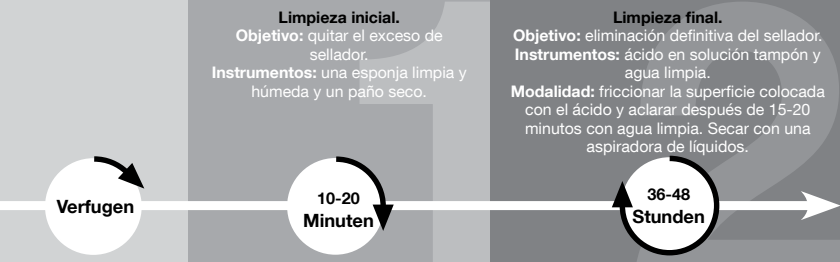 Limpieza inicial.
Objetivo: quitar el exceso de
sellador.
Instrumentos: una esponja limpia y
húmeda y un paño seco.
1
Limpieza final.
Objetivo: eliminación definitiva del sellador.
Instrumentos: ácido en solución tampón y
agua limpia.
Modalidad: friccionar la superficie colocada
con el ácido y aclarar después de 15-20
minutos con agua limpia. Secar con una
aspiradora de líquidos.
2
Verfugen
10-20
Minuten
36-48
Stunden